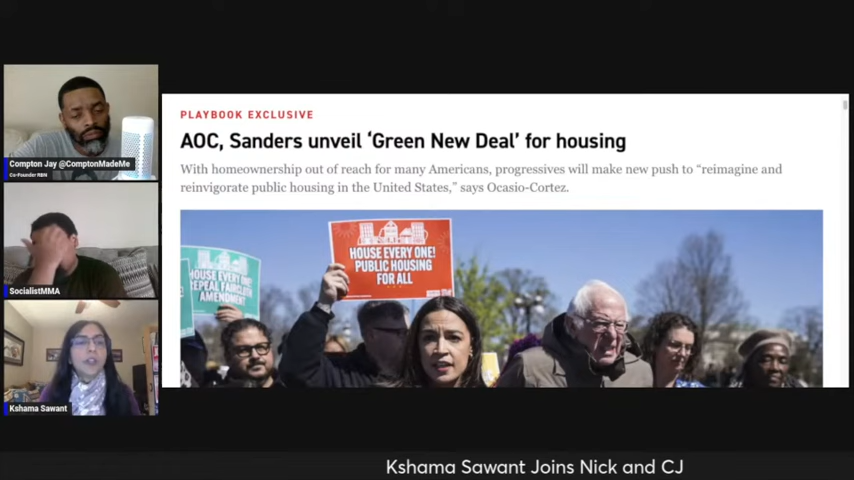 Compton Jay @ComptonMadeMe
Co-Founder RBN
SocialistMMA
Kshama Sawant
PLAYBOOK EXCLUSIVE
AOC, Sanders unveil ‘Green New Deal’ for housing
With homeownership out of reach for many Americans, progressives will make new push to “reimagine and
reinvigorate public housing in the United States,” says Ocasio-Cortez.
HOUSE EVERY ONE!
PUBLIC HOUSING
FOR ALL
HOUSE EVERY ONE!
REPEAL FAIRCLOTH
AMENDMENT
Kshama Sawant Joins Nick and CJ